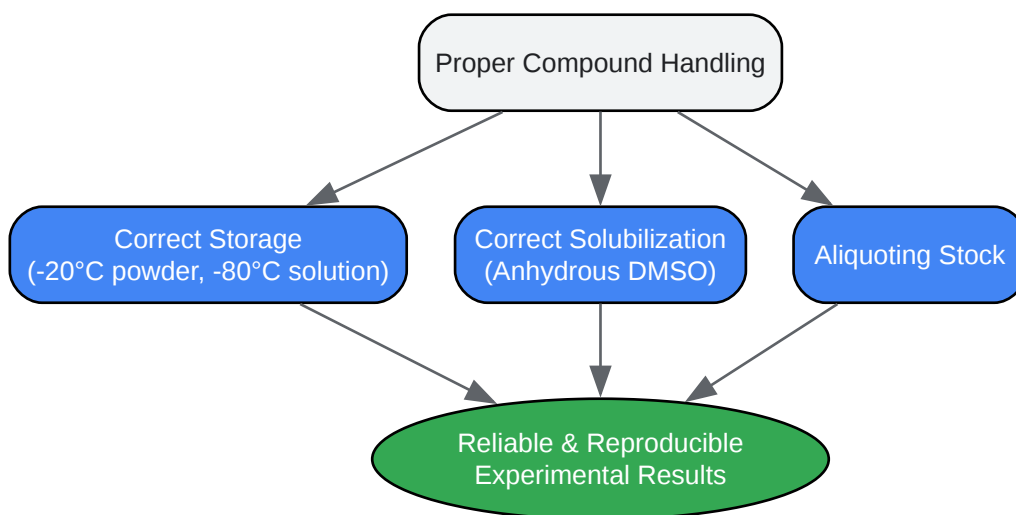 Proper Compound Handling
Correct Storage
(-20°C powder, -80°C solution)
Correct Solubilization
(Anhydrous DMSO)
Aliquoting Stock
Reliable & Reproducible
Experimental Results